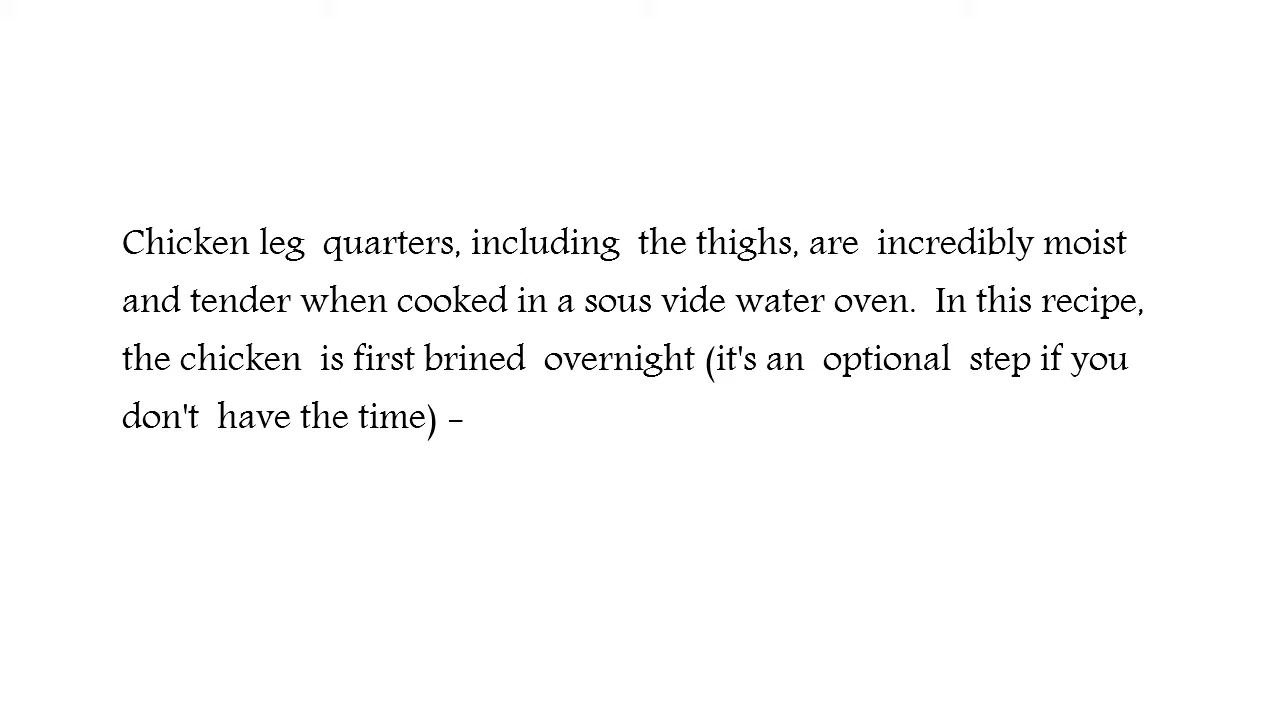 Chicken leg  quarters, including  the thighs, are  incredibly moist
and tender when cooked in a sous vide water oven.  In this recipe,
the chicken  is first brined  overnight (it's an  optional  step if you
don't  have the time) -